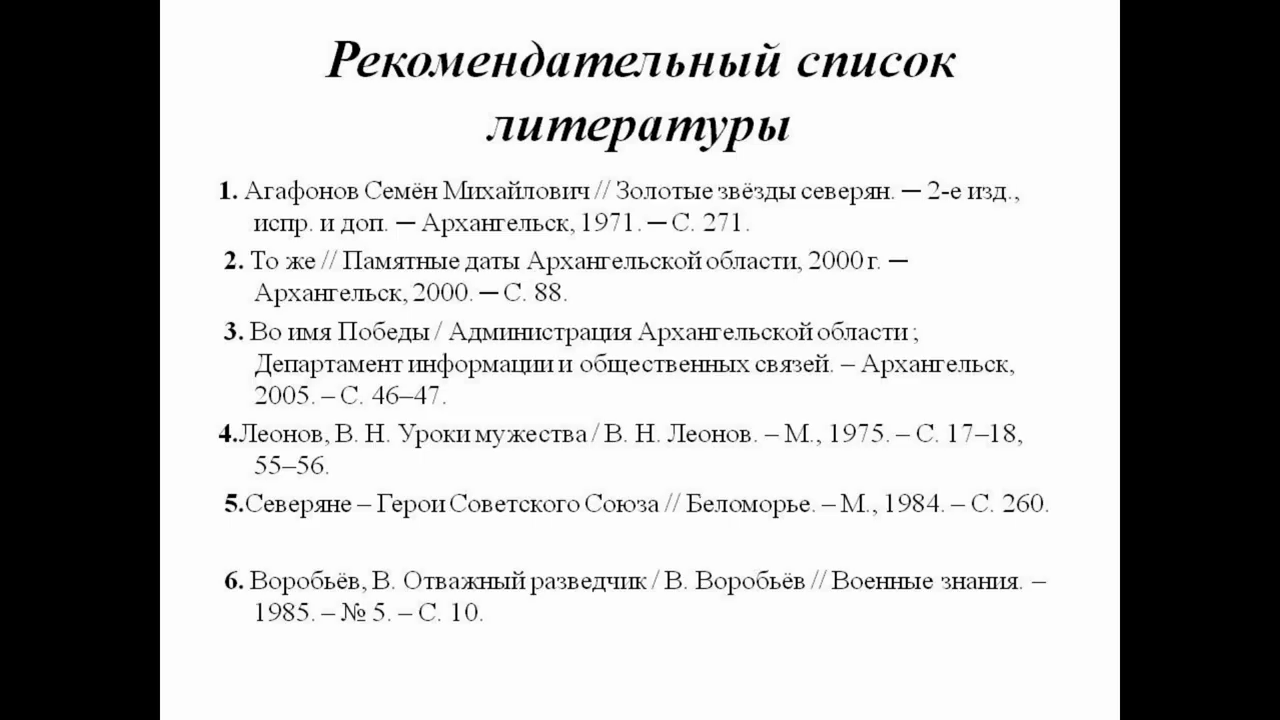 Рекомендательный список
литературы
1. Агафонов Семён Михайлович // Золотые звёзды северян. — 2-е изд.,
испр. и доп. — Архангельск, 1971. — С. 271.
2. То же // Памятные даты Архангельской области, 2000 г. —
Архангельск, 2000. — С. 88.
3. Во имя Победы / Администрация Архангельской области ;
Департамент информации и общественных связей. – Архангельск,
2005. – С. 46–47.
4.Леонов, В. Н. Уроки мужества / В. Н. Леонов. – М., 1975. – С. 17–18,
55–56.
5.Северяне – Герои Советского Союза // Беломорье. – М., 1984. – С. 260.
6. Воробьёв, В. Отважный разведчик / В. Воробьёв // Военные знания. –
1985. – № 5. – С. 10.